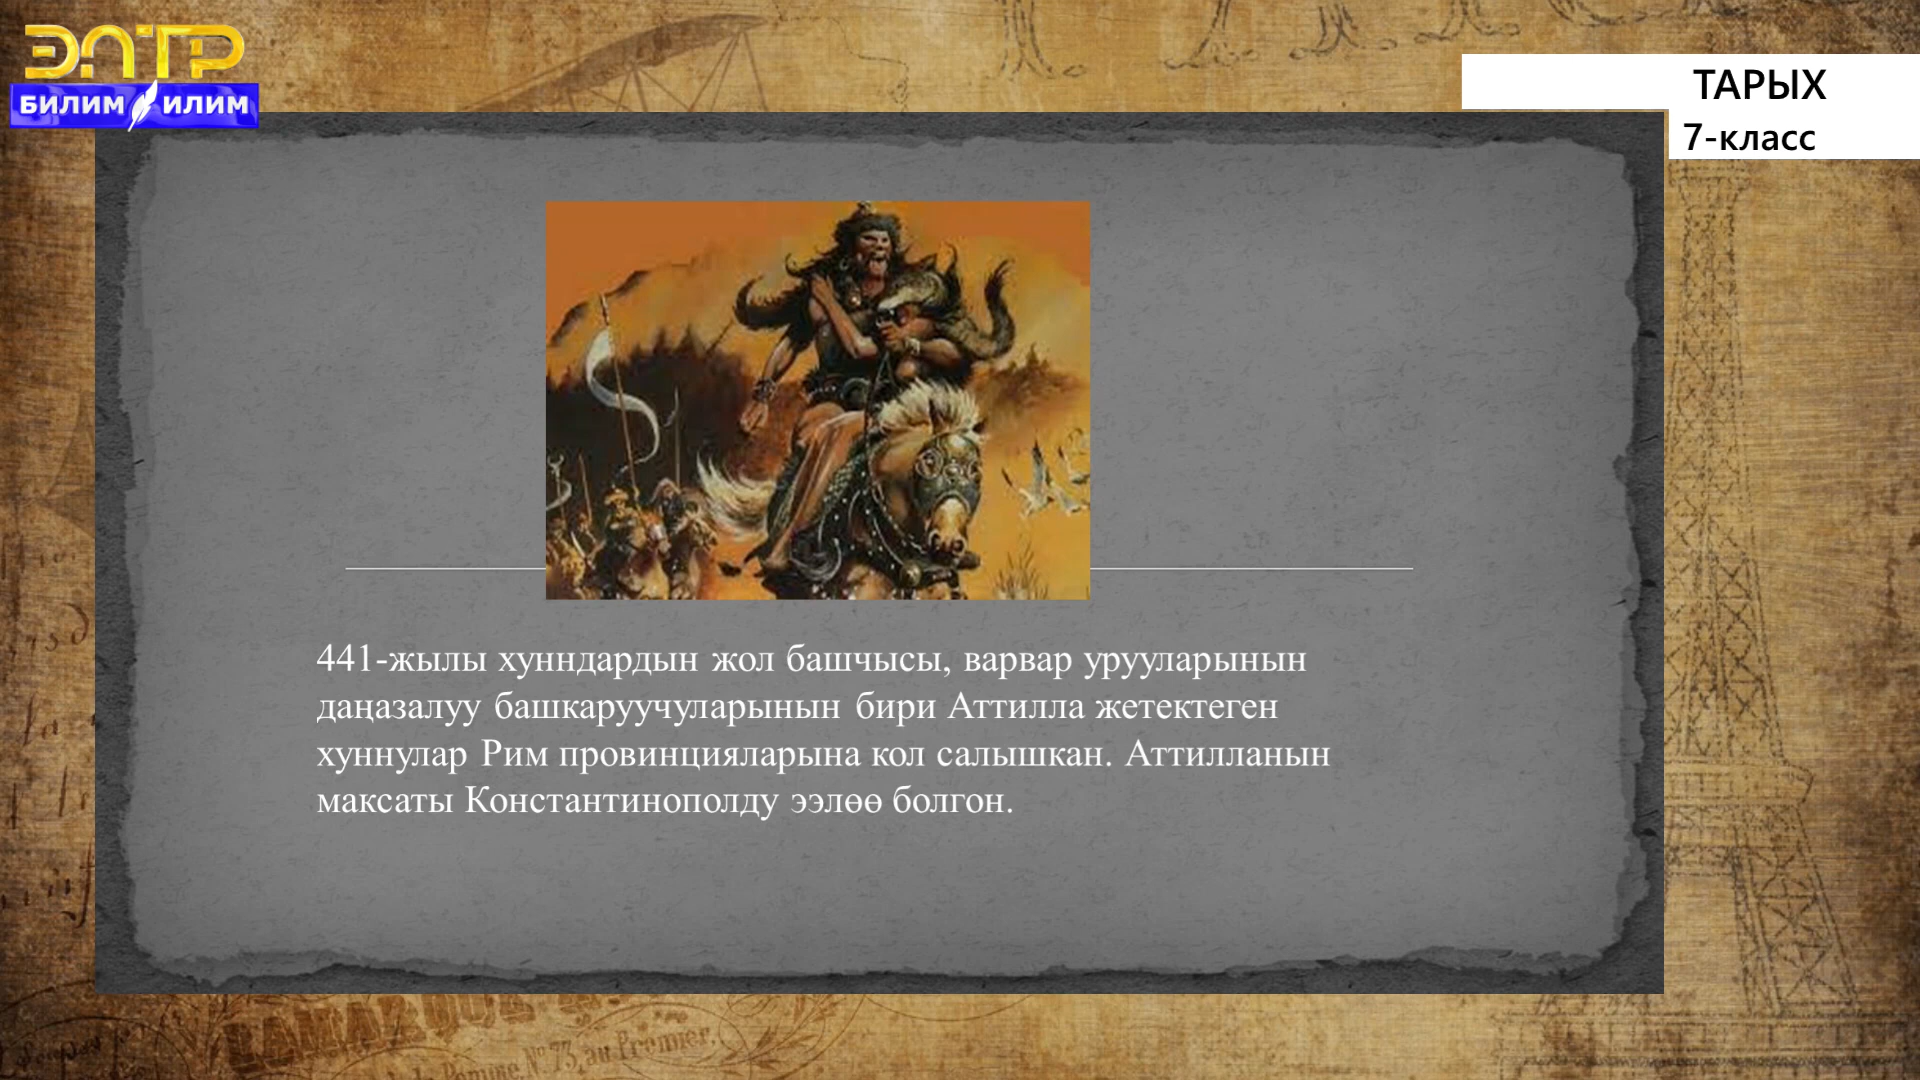 ЭЛТР
БИЛИМ ИЛИМ
ТАРЫХ
7-класс
441-жылы хунндардын жол башчысы, варвар урууларынын
даңазалуу башкаруучуларынын бири Аттилла жетектеген
хуннулар Рим провинцияларына кол салышкан. Аттилланын
максаты Константинополду ээлөө болгон.